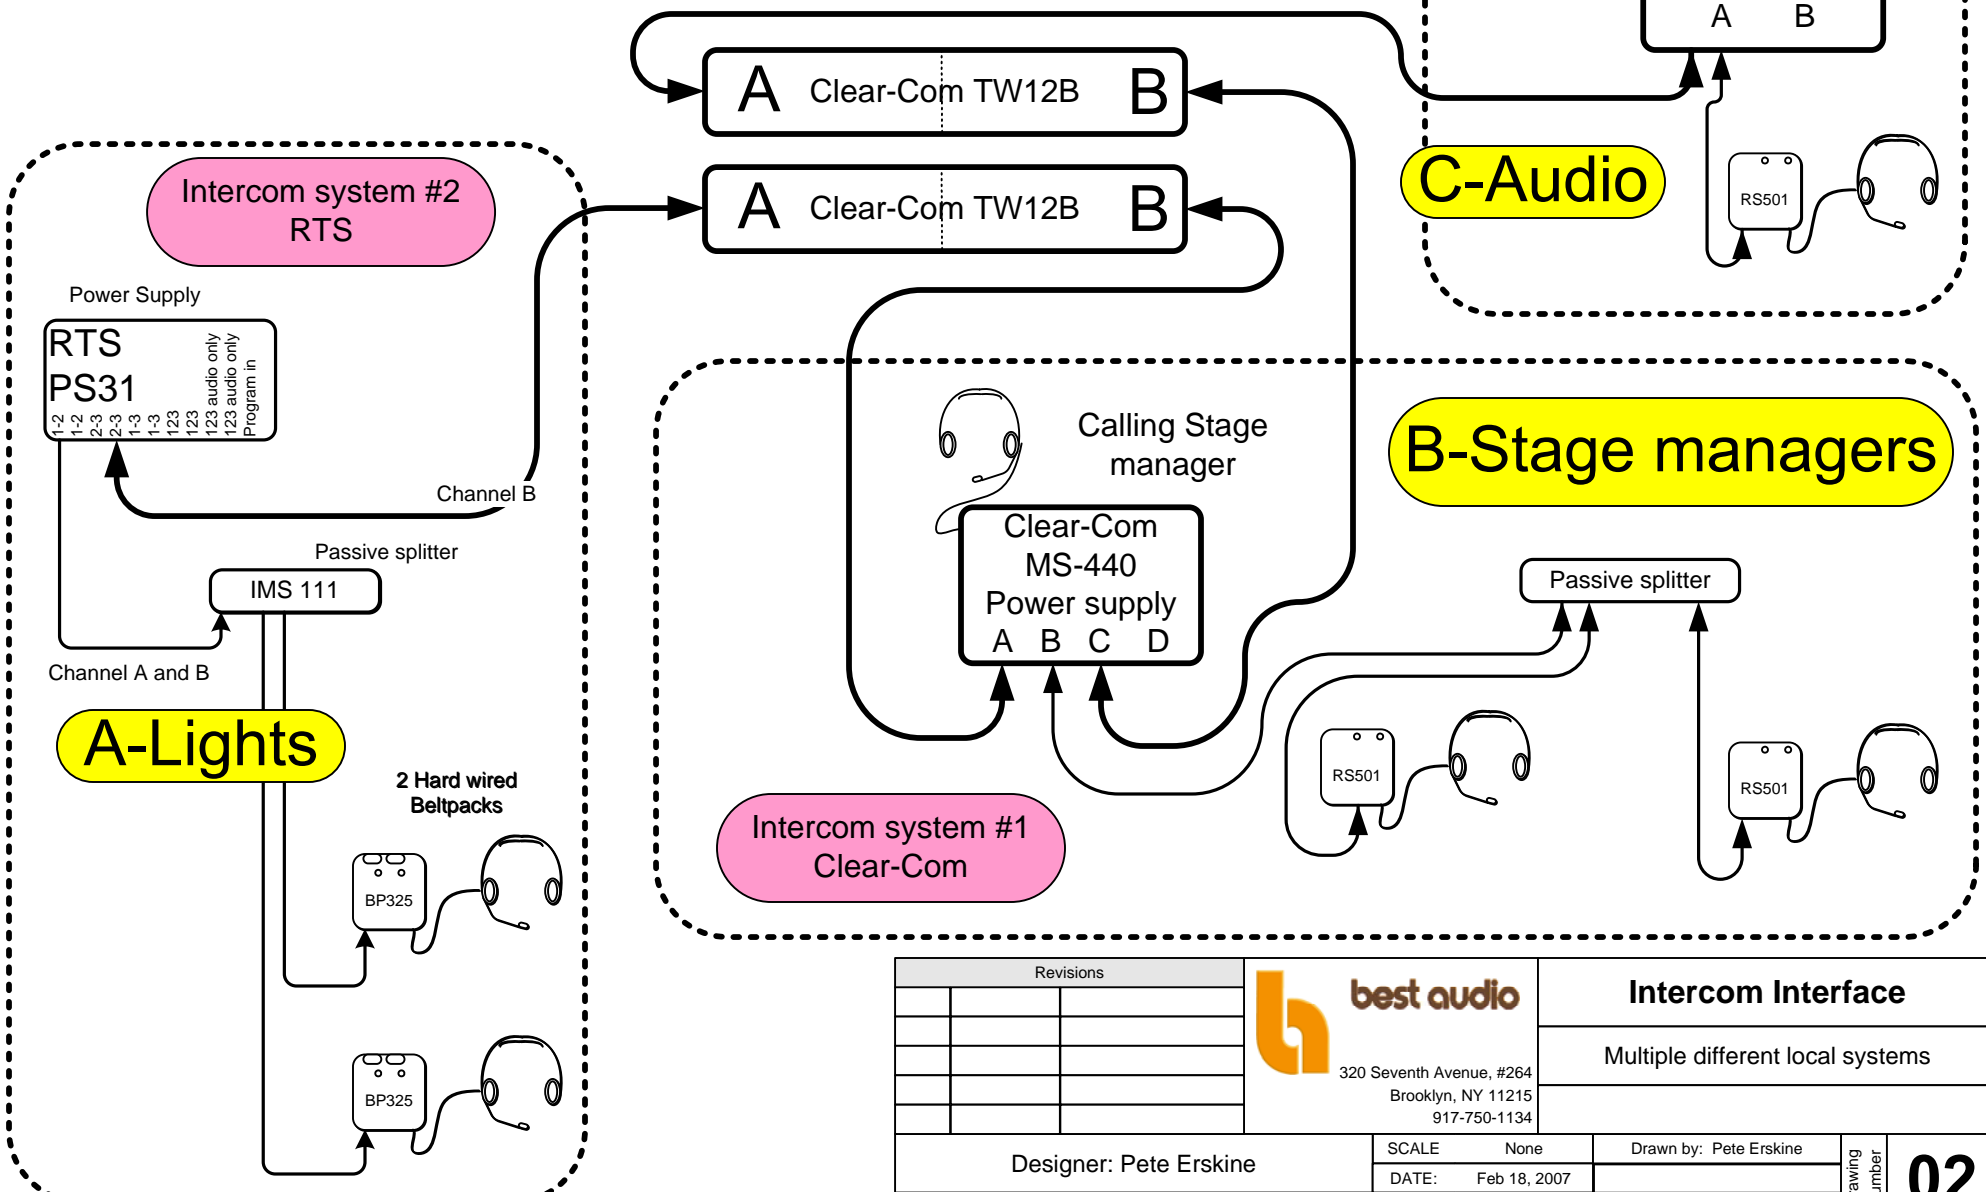 A B
A Clear-Com TW12B B
A Clear-Com TW12B B
C-Audio
RS501
Intercom system #2
RTS
Power Supply
RTS
PS31
1-2
1-2
2-3
2-3
1-3
1-3
123
123
123 audio only
123 audio only
Program in
Channel B
Passive splitter
IMS 111
Channel A and B
A-Lights
2 Hard wired
Beltpacks
BP325
BP325
Calling Stage
manager
B-Stage managers
Clear-Com
MS-440
Power supply
A B C D
Passive splitter
RS501
RS501
Intercom system #1
Clear-Com
Revisions
best audio
320 Seventh Avenue, #264
Brooklyn, NY 11215
917-750-1134
Intercom Interface
Multiple different local systems
Designer: Pete Erskine
SCALE None
DATE: Feb 18, 2007
Drawn by: Pete Erskine
02